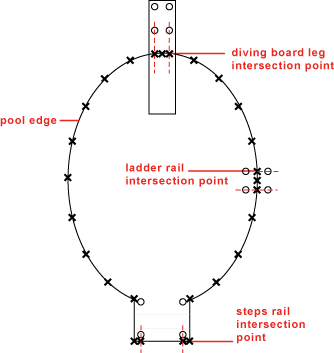 diving board leg
intersection point
pool edge
ladder rail
intersection point
steps rail
intersection
point